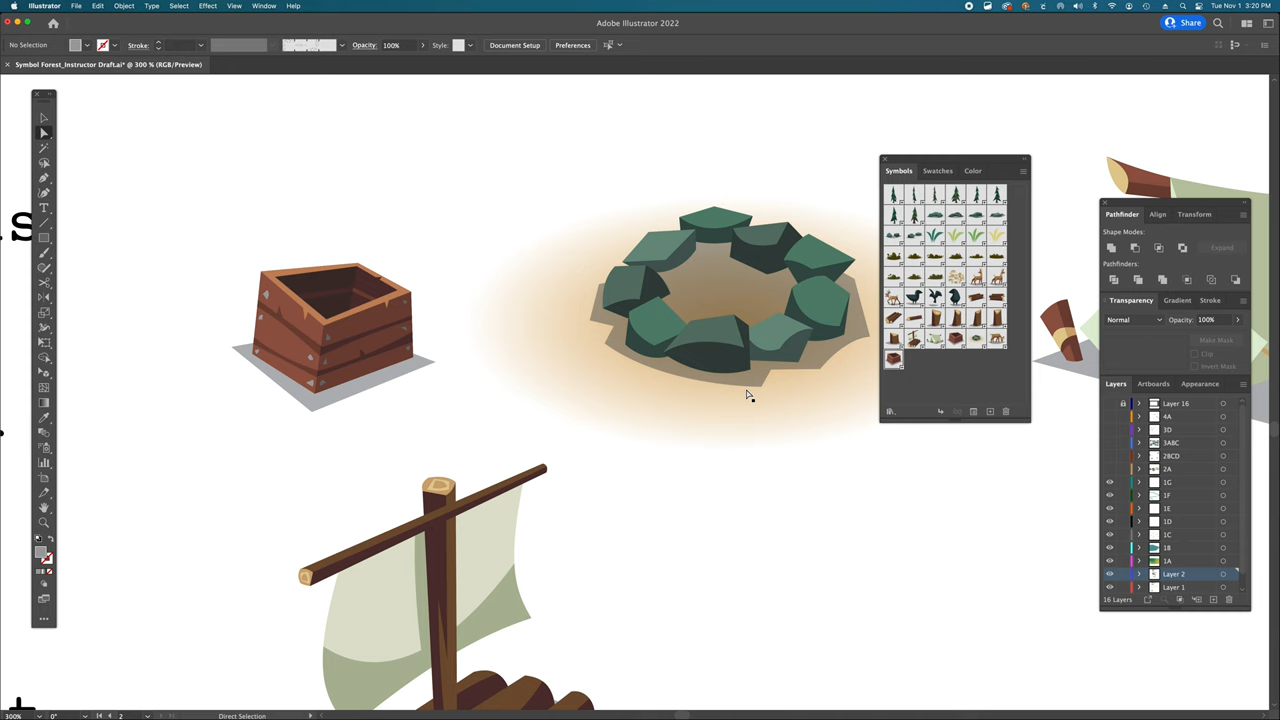 Illustrator File Edit Object Type Select Effect View Window Help
Tue Nov 1 3:20 PM
Adobe Illustrator 2022
Share
No Selection
Stroke:
Opacity: 100%
Style:
Document Setup
Preferences
Symbol Forest_Instructor Draft.ai* @ 300 % (RGB/Preview)
Symbols Swatches Color
Pathfinder Align Transform
Shape Modes:
Expand
Pathfinders:
Transparency Gradient Stroke
Normal
Opacity: 100%
Make Mask
Clip
Invert Mask
Layers Artboards Appearance
Layer 16
4A
3D
3ABC
2BCD
2A
1G
1F
1E
1D
1C
1B
1A
Layer 2
Layer 1
16 Layers
300%
0°
2
Direct Selection